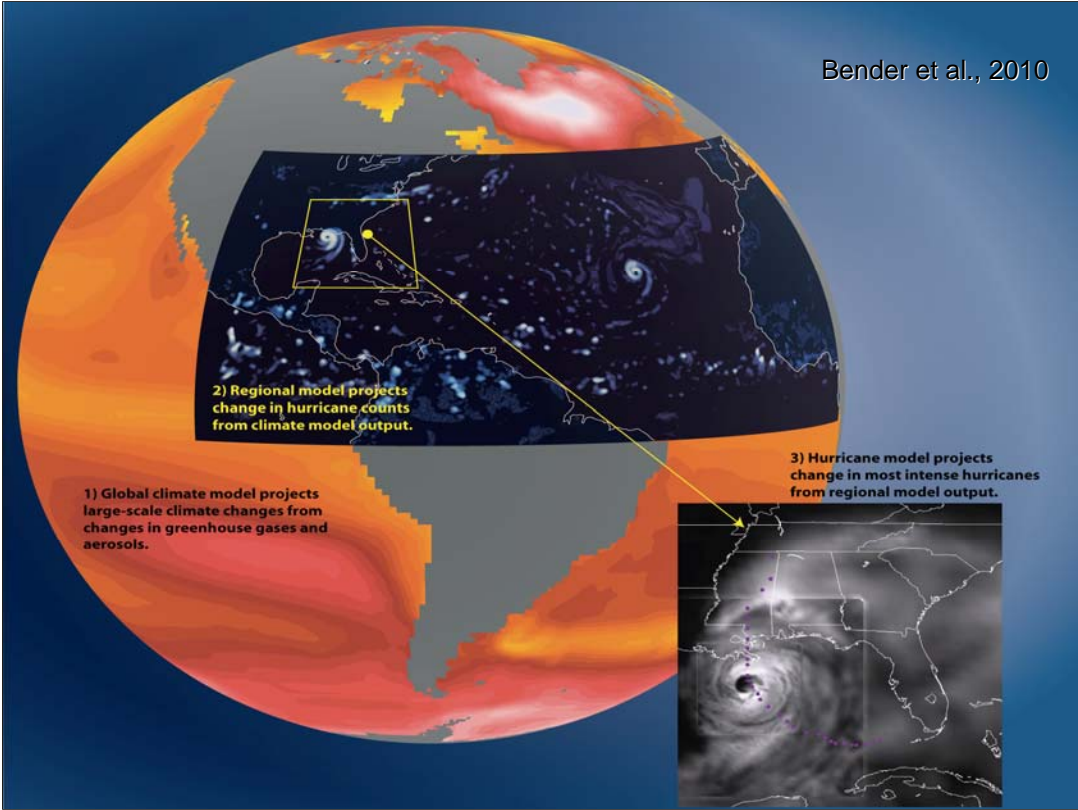 Bender et al., 2010
2) Regional model projects
change in hurricane counts
from climate model output.
3) Hurricane model projects
change in most intense hurricanes
from regional model output.
1) Global climate model projects
large-scale climate changes from
changes in greenhouse gases and
aerosols.